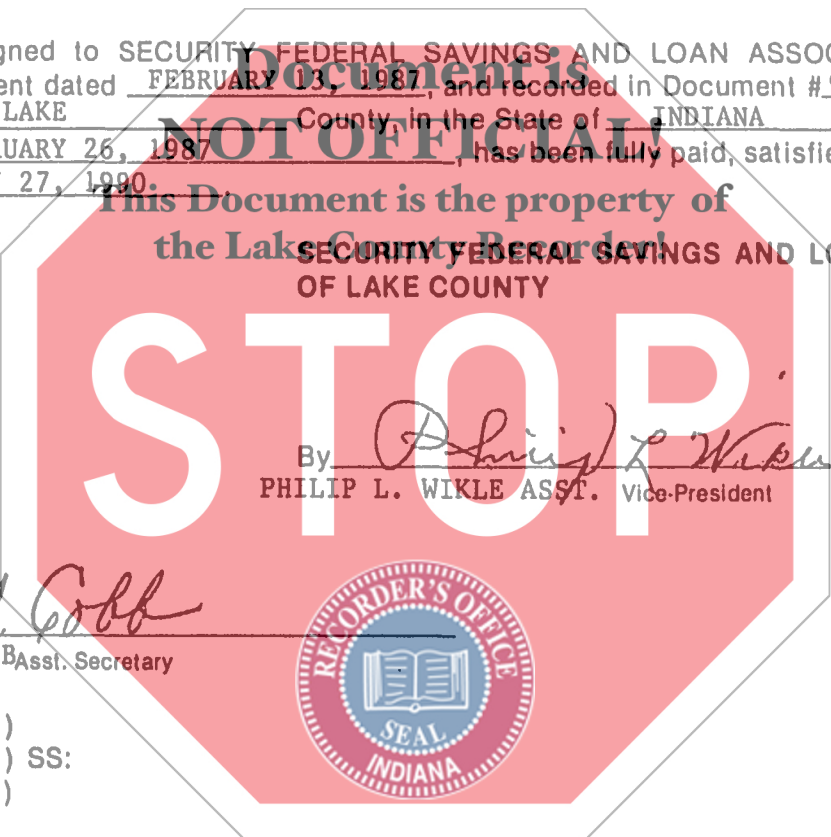 gned to SECURITY FEDERAL SAVINGS AND LOAN ASSOC
ent dated FEBRUARY 13, 1987, and recorded in Document #
LAKE County, in the State of INDIANA
UARY 26, 1987, has been fully paid, satisfie
27, 1990.
Document is
NOT OFFICIAL!
This Document is the property of
the Lake County Recorder!
SECURITY FEDERAL SAVINGS AND LO
OF LAKE COUNTY
STOP
By Philip L Wikle
PHILIP L. WIKLE ASST. Vice-President
Cobb
B Asst. Secretary
RECORDER'S OFFICE
SEAL
INDIANA
)
) SS:
)